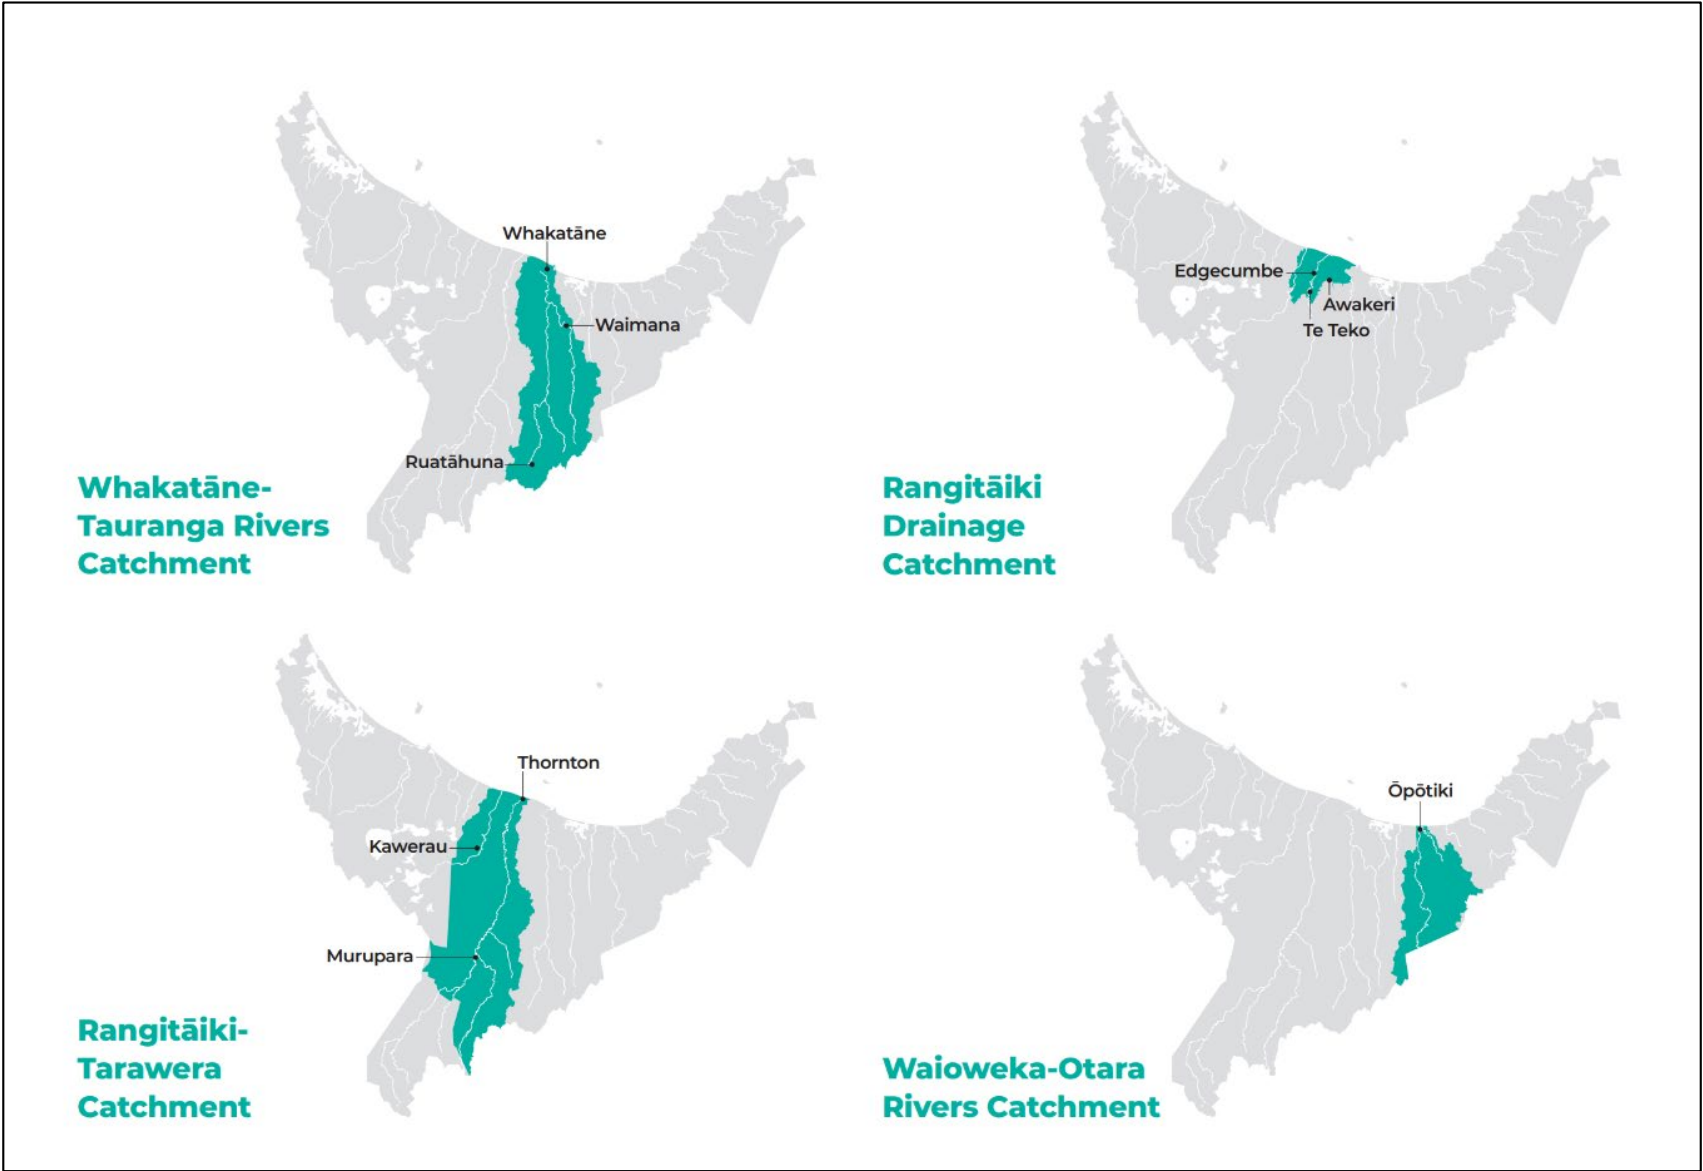 Whakatāne
Waimana
Ruatāhuna
Whakatāne-
Tauranga Rivers
Catchment
Edgecumbe
Awakeri
Te Teko
Rangitāiki
Drainage
Catchment
Thornton
Kawerau
Murupara
Rangitāiki-
Tarawera
Catchment
Ōpōtiki
Waioweka-Otara
Rivers Catchment